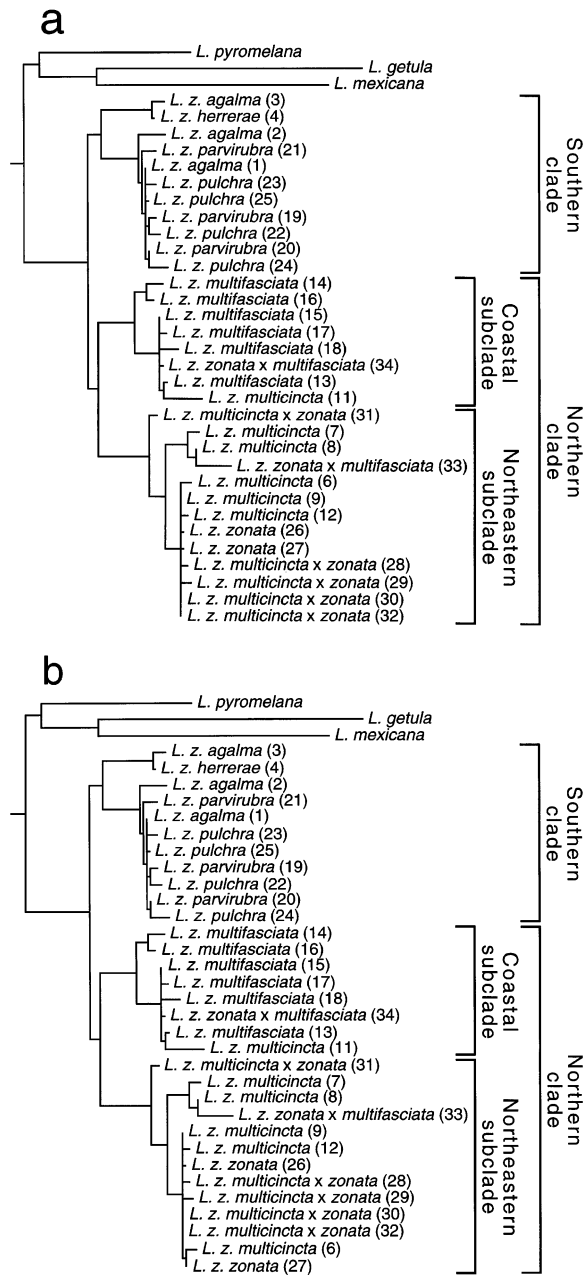 a
L. pyromelana
L. getula
L. mexicana
L. z. agalma (3)
L. z. herrerae (4)
L. z. agalma (2)
L. z. parvirubra (21)
L. z. agalma (1)
L. z. pulchra (23)
L. z. pulchra (25)
L. z. parvirubra (19)
L. z. pulchra (22)
L. z. parvirubra (20)
L. z. pulchra (24)
Southern
clade
L. z. multifasciata (14)
L. z. multifasciata (16)
L. z. multifasciata (15)
L. z. multifasciata (17)
L. z. multifasciata (18)
L. z. zonata x multifasciata (34)
L. z. multifasciata (13)
L. z. multicincta (11)
Coastal
subclade
L. z. multicincta x zonata (31)
L. z. multicincta (7)
L. z. multicincta (8)
L. z. zonata x multifasciata (33)
L. z. multicincta (6)
L. z. multicincta (9)
L. z. multicincta (12)
L. z. zonata (26)
L. z. zonata (27)
L. z. multicincta x zonata (28)
L. z. multicincta x zonata (29)
L. z. multicincta x zonata (30)
L. z. multicincta x zonata (32)
Northeastern
subclade
Northern
clade
b
L. pyromelana
L. getula
L. mexicana
L. z. agalma (3)
L. z. herrerae (4)
L. z. agalma (2)
L. z. parvirubra (21)
L. z. agalma (1)
L. z. pulchra (23)
L. z. pulchra (25)
L. z. parvirubra (19)
L. z. pulchra (22)
L. z. parvirubra (20)
L. z. pulchra (24)
Southern
clade
L. z. multifasciata (14)
L. z. multifasciata (16)
L. z. multifasciata (15)
L. z. multifasciata (17)
L. z. multifasciata (18)
L. z. zonata x multifasciata (34)
L. z. multifasciata (13)
L. z. multicincta (11)
Coastal
subclade
L. z. multicincta x zonata (31)
L. z. multicincta (7)
L. z. multicincta (8)
L. z. zonata x multifasciata (33)
L. z. multicincta (9)
L. z. multicincta (12)
L. z. zonata (26)
L. z. multicincta x zonata (28)
L. z. multicincta x zonata (29)
L. z. multicincta x zonata (30)
L. z. multicincta x zonata (32)
L. z. multicincta (6)
L. z. zonata (27)
Northeastern
subclade
Northern
clade